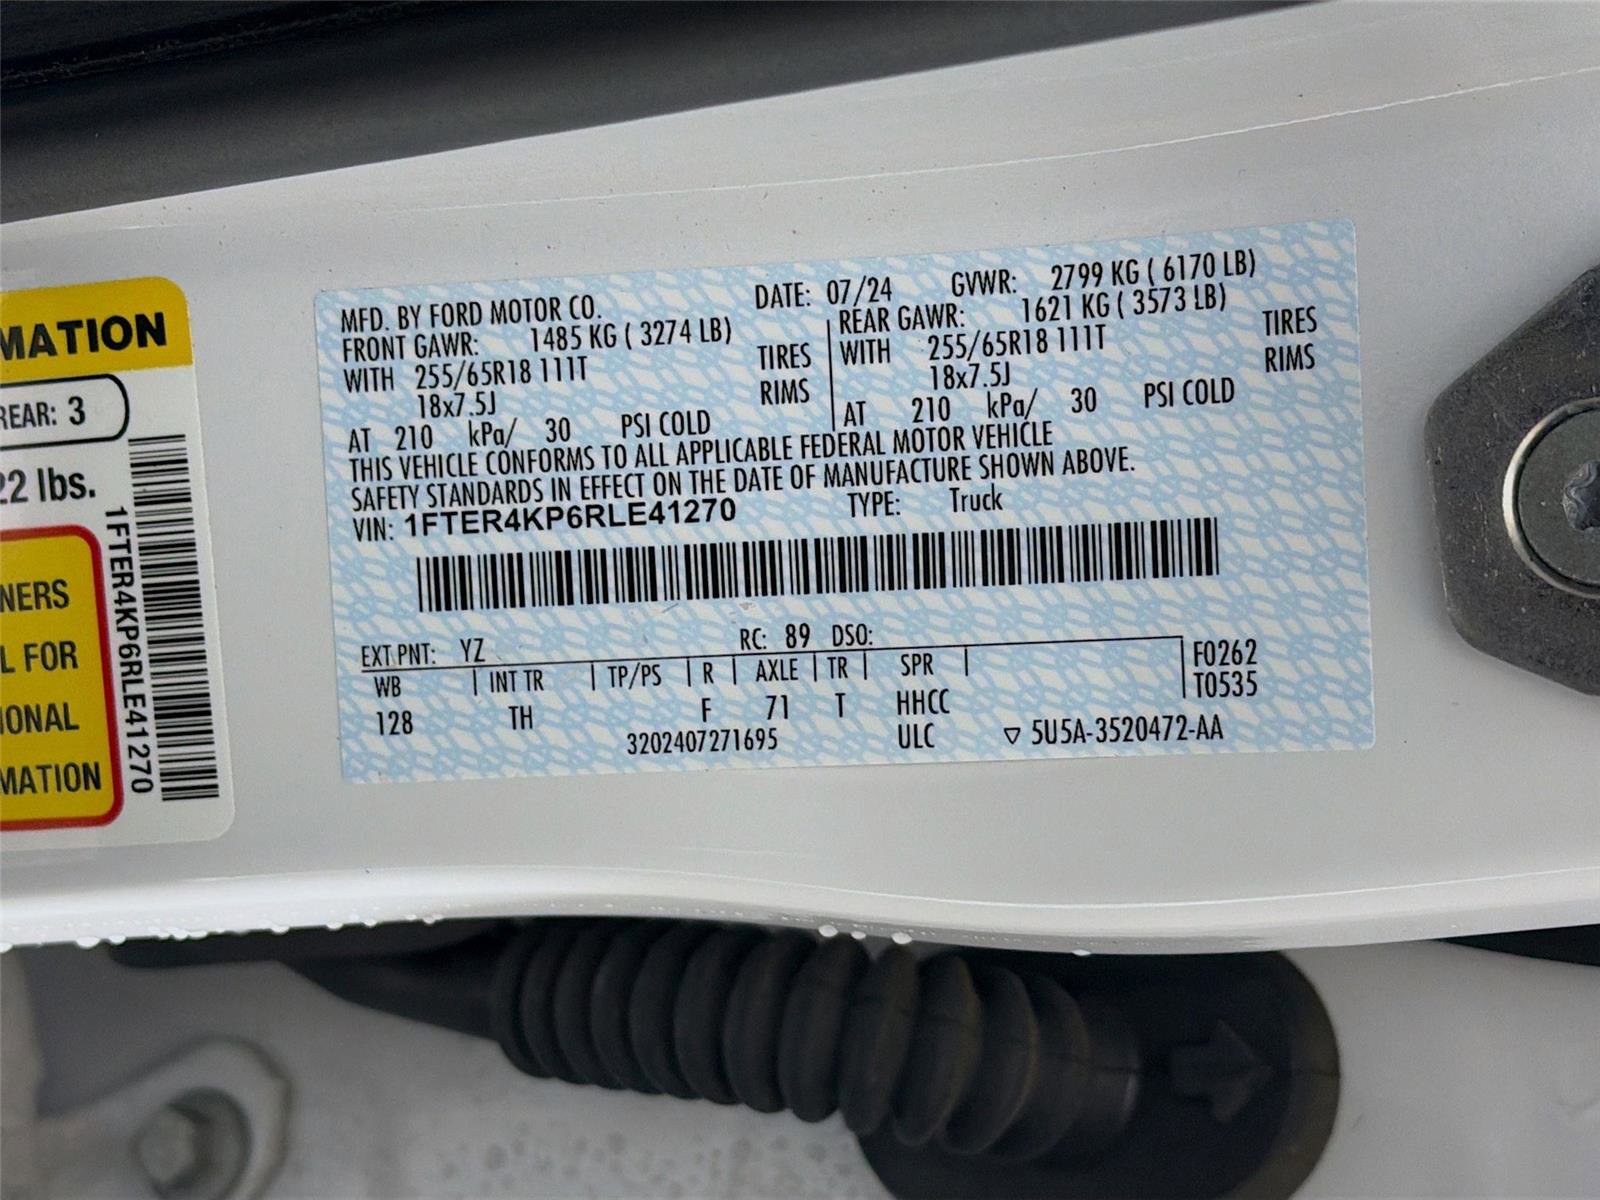 MATION
REAR: 3
22 lbs.
1FTER4KP6RLE41270
NERS
L FOR
IONAL
MATION
MFD. BY FORD MOTOR CO. DATE: 07/24 GVWR: 2799 KG ( 6170 LB)
FRONT GAWR: 1485 KG ( 3274 LB) REAR GAWR: 1621 KG ( 3573 LB)
WITH 255/65R18 111T TIRES WITH 255/65R18 111T TIRES
18x7.5J RIMS 18x7.5J RIMS
AT 210 kPa/ 30 PSI COLD AT 210 kPa/ 30 PSI COLD
THIS VEHICLE CONFORMS TO ALL APPLICABLE FEDERAL MOTOR VEHICLE
SAFETY STANDARDS IN EFFECT ON THE DATE OF MANUFACTURE SHOWN ABOVE.
VIN: 1FTER4KP6RLE41270 TYPE: Truck
EXT PNT: YZ RC: 89 DSO:
WB INT TR TP/PS R AXLE TR SPR F0262
128 TH F 71 T HHCC T0535
3202407271695 ULC 5U5A-3520472-AA